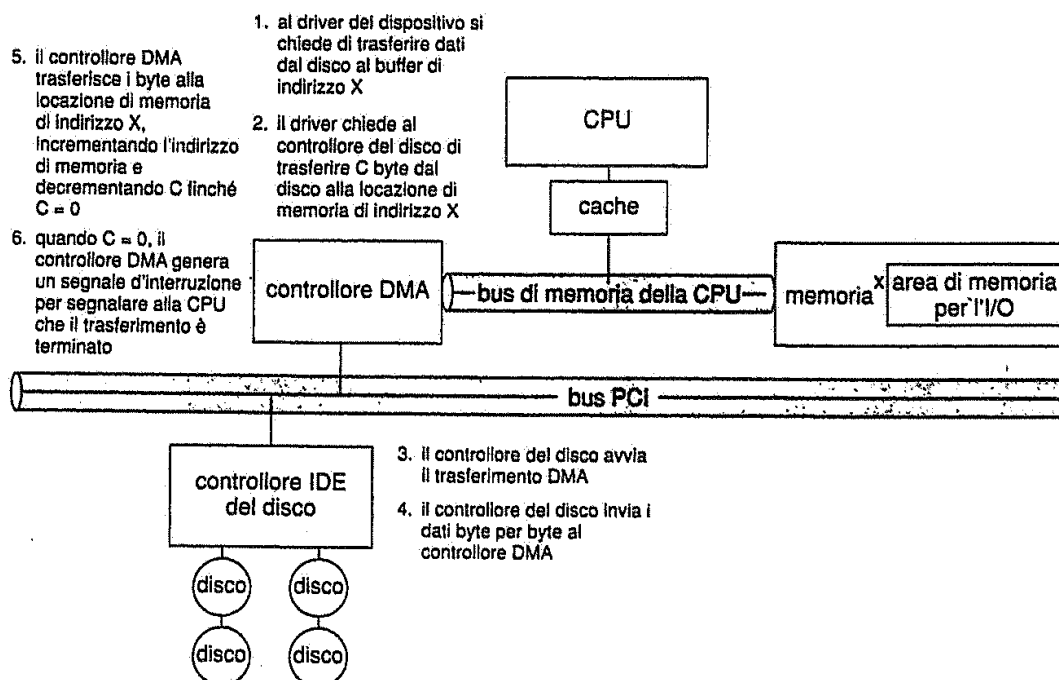 1. al driver del dispositivo si
chiede di trasferire dati
dal disco al buffer di
indirizzo X
2. il driver chiede al
controllore del disco di
trasferire C byte dal
disco alla locazione di
memoria di indirizzo X
5. il controllore DMA
trasferisce i byte alla
locazione di memoria
di indirizzo X,
incrementando l'indirizzo
di memoria e
decrementando C finché
C = 0
6. quando C = 0, il
controllore DMA genera
un segnale d'interruzione
per segnalare alla CPU
che il trasferimento è
terminato
CPU
cache
controllore DMA
bus di memoria della CPU
memoria
x
area di memoria
per l'I/O
bus PCI
controllore IDE
del disco
3. il controllore del disco avvia
il trasferimento DMA
4. il controllore del disco invia i
dati byte per byte al
controllore DMA
disco
disco
disco
disco